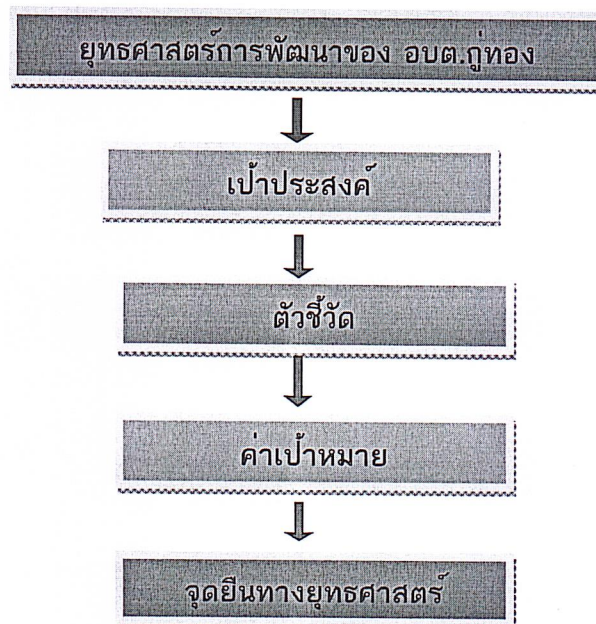 ยุทธศาสตร์การพัฒนาของ อบต.กู่ทอง
เป้าประสงค์
ตัวชี้วัด
ค่าเป้าหมาย
จุดยืนทางยุทธศาสตร์